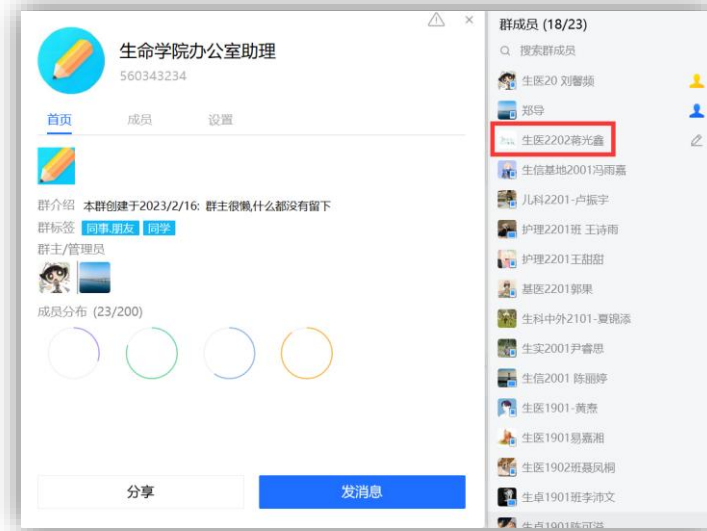 生命学院办公室助理
560343234
首页
成员
设置
群介绍 本群创建于2023/2/16: 群主很懒,什么都没有留下
群标签 同事.朋友 同学
群主/管理员
成员分布 (23/200)
分享
发消息
群成员 (18/23)
搜索群成员
生医20 刘馨频
郑导
生医2202蒋光鑫
生信基地2001冯雨嘉
儿科2201-卢振宇
护理2201班 王诗雨
护理2201王甜甜
基医2201郭果
生科中外2101-夏锦添
生实2001尹睿思
生信2001 陈丽婷
生医1901-黄焘
生医1901易嘉湘
生医1902班聂凤桐
生卓1901班李沛文